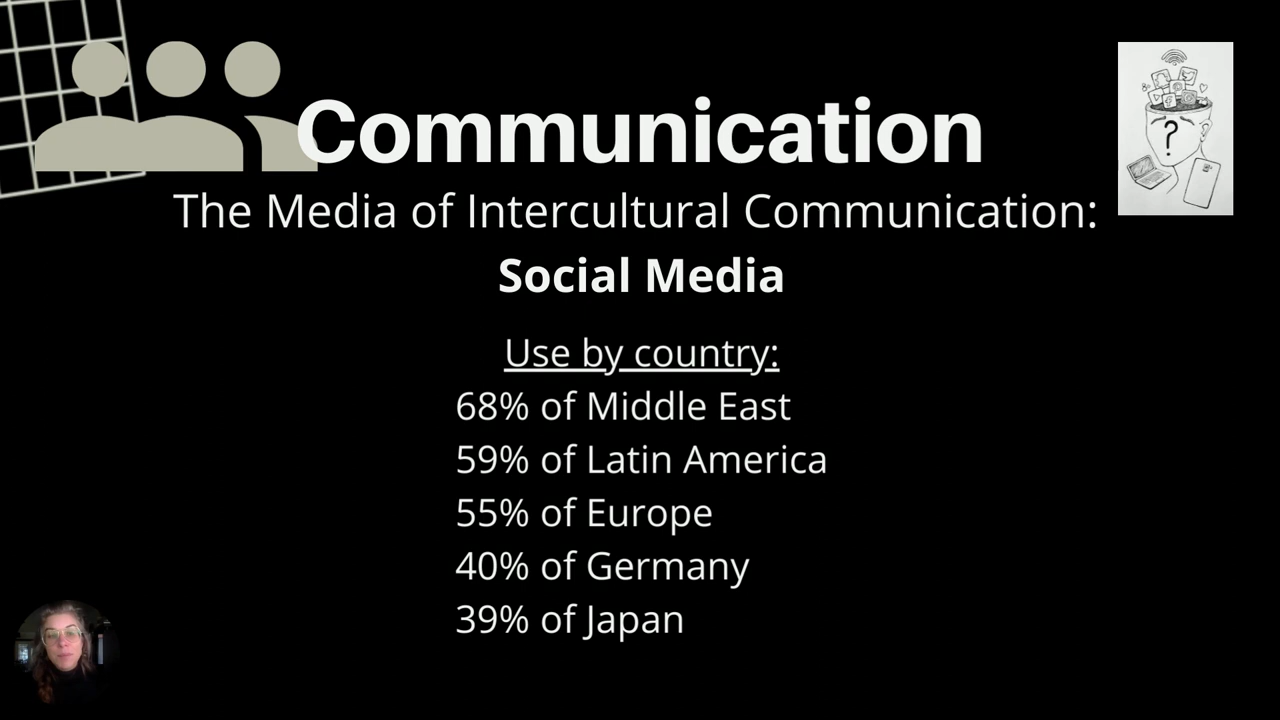 Communication
The Media of Intercultural Communication:
Social Media
Use by country:
68% of Middle East
59% of Latin America
55% of Europe
40% of Germany
39% of Japan
?